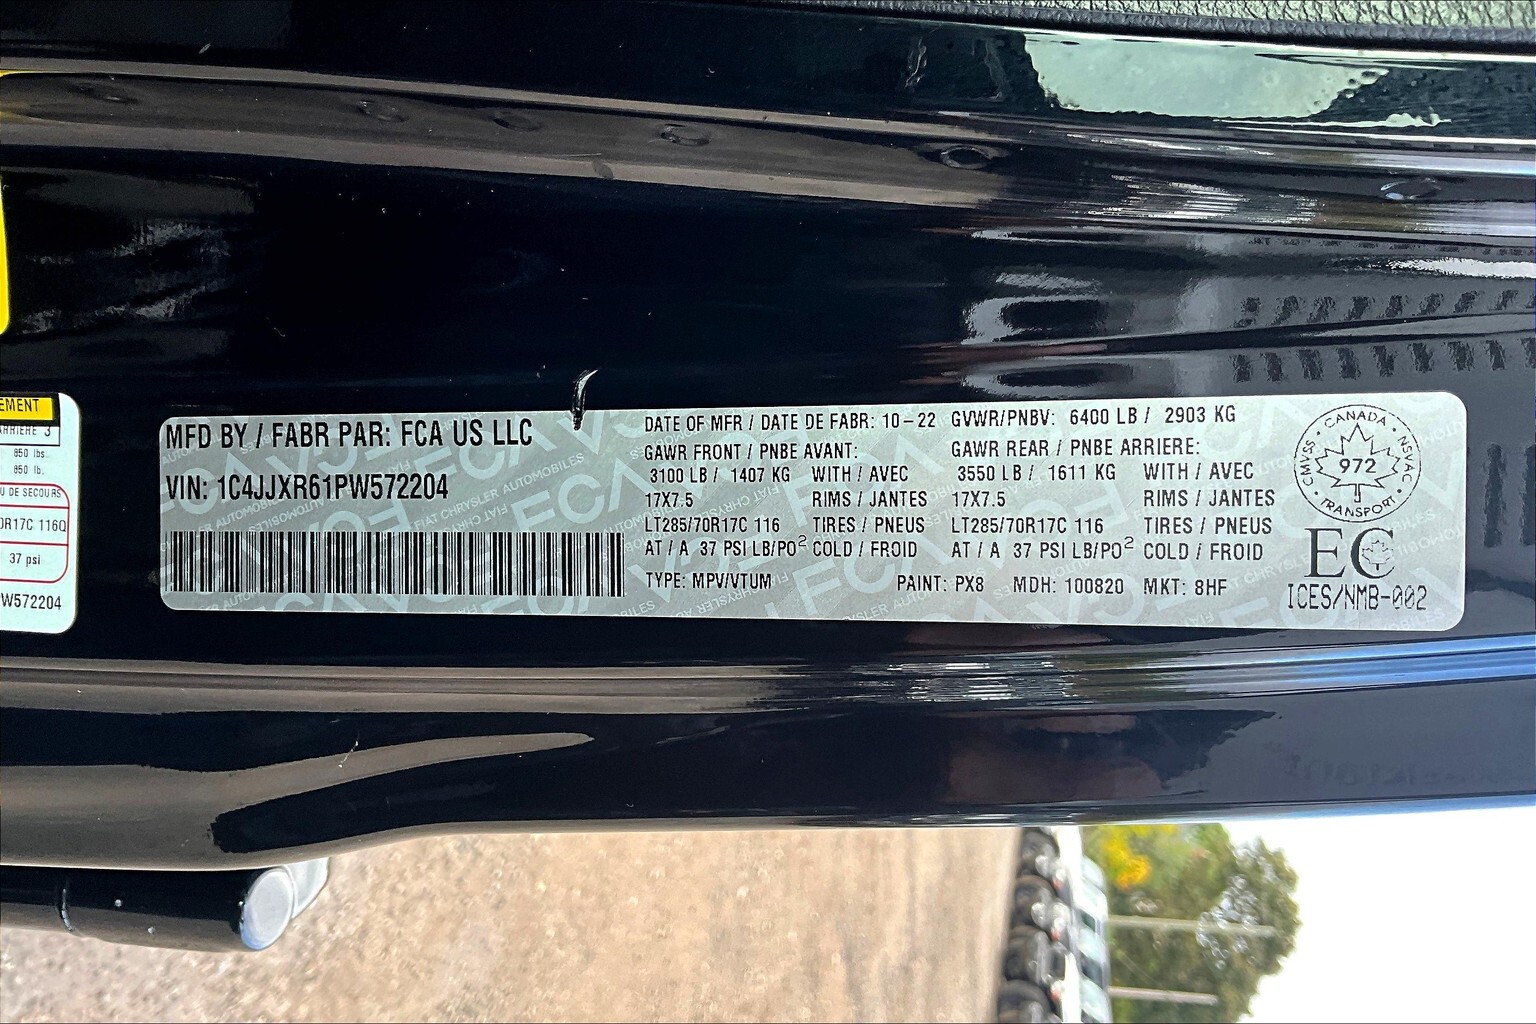 EMENT
ARRIERE 3
850 lbs.
850 lb.
U DE SECOURS
0R17C 116Q
37 psi
PW572204
MFD BY / FABR PAR: FCA US LLC
VIN: 1C4JJXR61PW572204
DATE OF MFR / DATE DE FABR: 10-22 GVWR/PNBV: 6400 LB / 2903 KG
GAWR FRONT / PNBE AVANT: GAWR REAR / PNBE ARRIERE:
3100 LB / 1407 KG WITH / AVEC 3550 LB / 1611 KG WITH / AVEC
17X7.5 RIMS / JANTES 17X7.5 RIMS / JANTES
LT285/70R17C 116 TIRES / PNEUS LT285/70R17C 116 TIRES / PNEUS
AT / A 37 PSI LB/PO² COLD / FROID AT / A 37 PSI LB/PO² COLD / FROID
TYPE: MPV/VTUM PAINT: PX8 MDH: 100820 MKT: 8HF
CMVSS · CANADA · NSVAC · TRANSPORT ·
972
EC
ICES/NMB-002